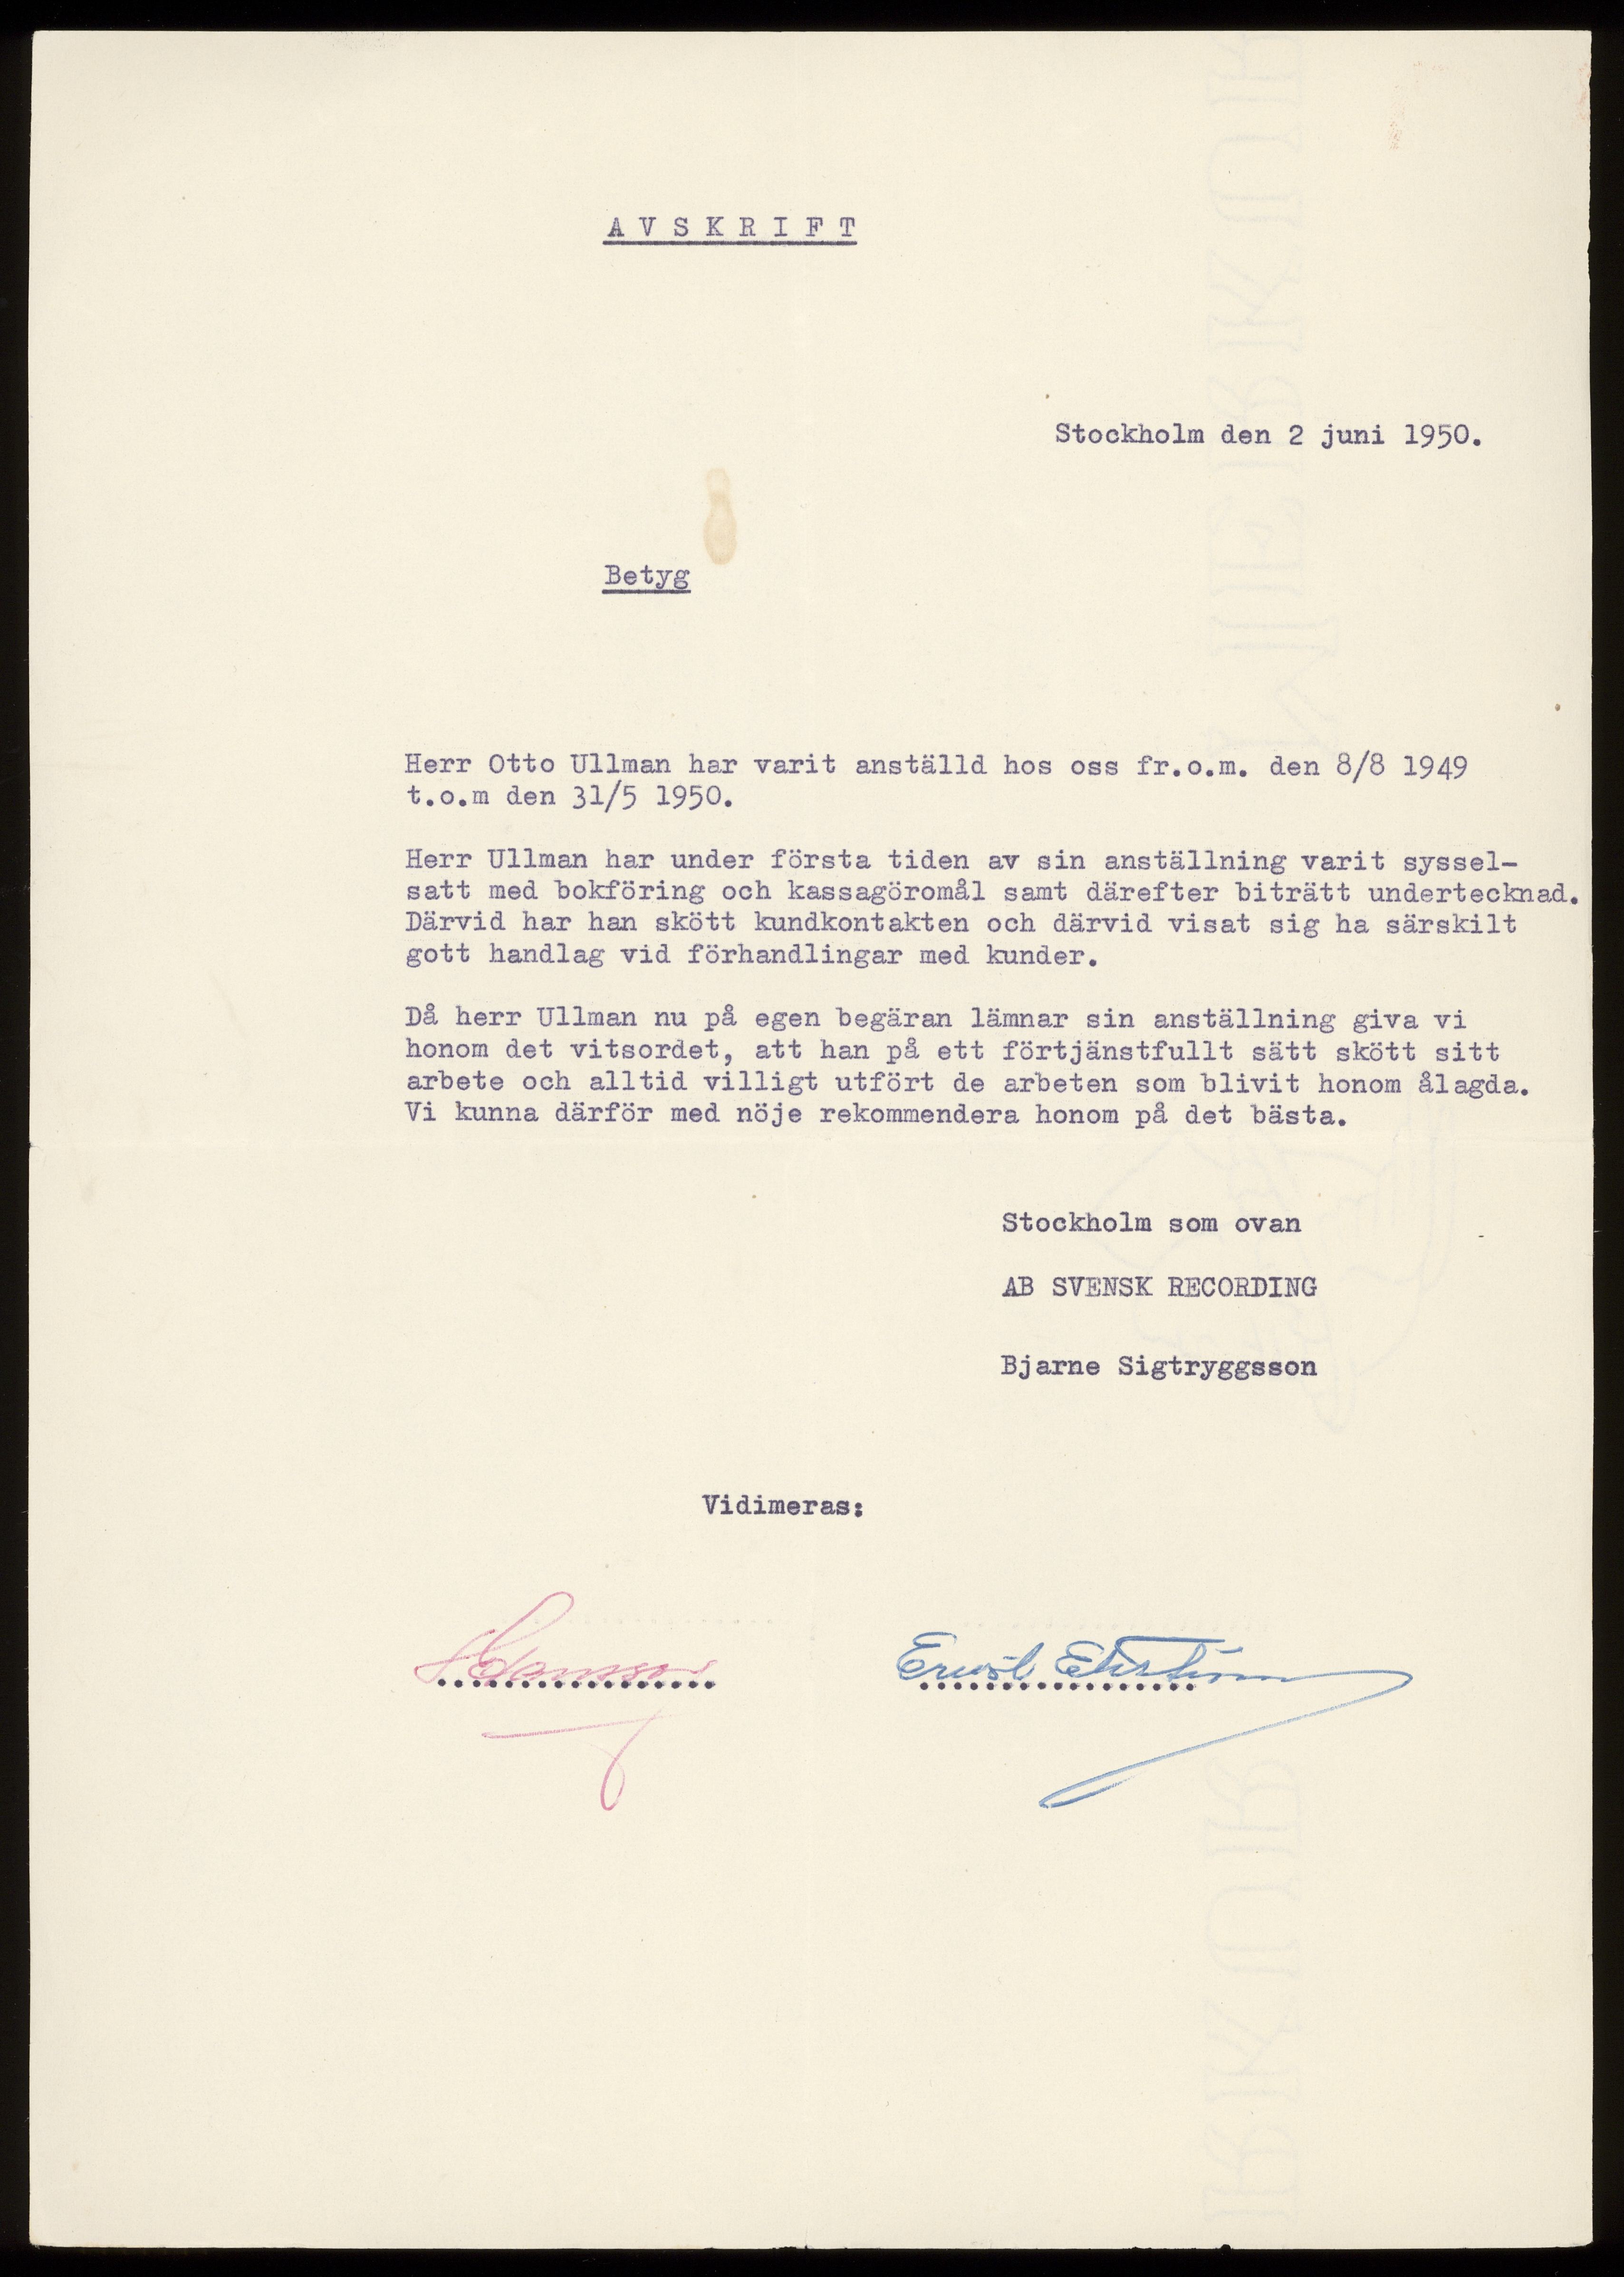 AVSKRIFT
Stockholm den 2 juni 1950.
Betyg
Herr Otto Ullman har varit anställd hos oss fr.o.m. den 8/8 1949
t.o.m den 31/5 1950.
Herr Ullman har under första tiden av sin anställning varit syssel-
satt med bokföring och kassagöromål samt därefter biträtt undertecknad.
Därvid har han skött kundkontakten och därvid visat sig ha särskilt
gott handlag vid förhandlingar med kunder.
Då herr Ullman nu på egen begäran lämnar sin anställning giva vi
honom det vitsordet, att han på ett förtjänstfullt sätt skött sitt
arbete och alltid villigt utfört de arbeten som blivit honom ålagda.
Vi kunna därför med nöje rekommendera honom på det bästa.
Stockholm som ovan
AB SVENSK RECORDING
Bjarne Sigtryggsson
Vidimeras: